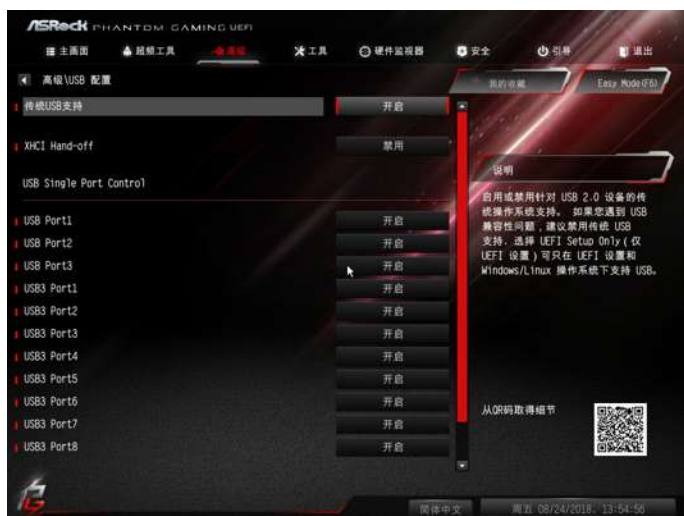 ASRock PHANTOM GAMING UEFI
主画面 超频工具 高级 工具 硬件监视器 安全 引导 退出
高级\USB 配置
我的收藏 Easy Mode(F6)
传统USB支持 开启
XHCI Hand-off 禁用
USB Single Port Control
USB Port1 开启
USB Port2 开启
USB Port3 开启
USB3 Port1 开启
USB3 Port2 开启
USB3 Port3 开启
USB3 Port4 开启
USB3 Port5 开启
USB3 Port6 开启
USB3 Port7 开启
USB3 Port8 开启
说明
启用或禁用针对 USB 2.0 设备的传
统操作系统支持。 如果您遇到 USB
兼容性问题，建议禁用传统 USB
支持. 选择 UEFI Setup Only ( 仅
UEFI 设置 ) 可只在 UEFI 设置和
Windows/Linux 操作系统下支持 USB。
从QR码取得细节
简体中文 周五 08/24/2018. 13:54:56